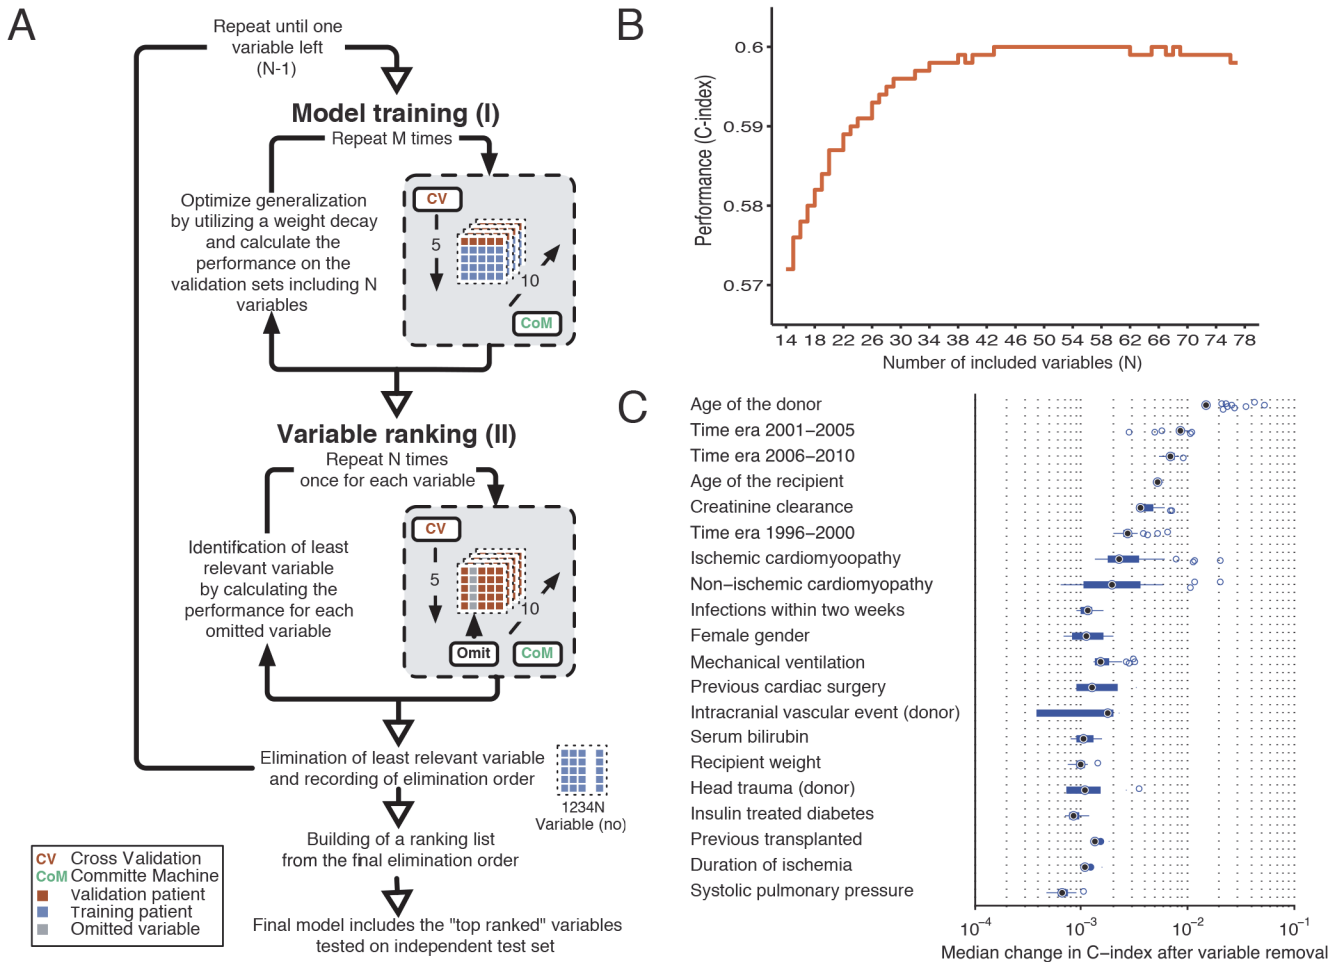 A
Repeat until one
variable left
(N-1)
Model training (I)
Repeat M times
Optimize generalization
by utilizing a weight decay
and calculate the
performance on the
validation sets including N
variables
CV
5
10
CoM
Variable ranking (II)
Repeat N times
once for each variable
Identification of least
relevant variable
by calculating the
performance for each
omitted variable
CV
5
10
Omit
CoM
Elimination of least relevant variable
and recording of elimination order
1234N
Variable (no)
Building of a ranking list
from the final elimination order
Final model includes the "top ranked" variables
tested on independent test set
CV Cross Validation
CoM Committe Machine
Validation patient
Training patient
Omitted variable
B
Performance (C-index)
0.6
0.59
0.58
0.57
14 18 22 26 30 34 38 42 46 50 54 58 62 66 70 74 78
Number of included variables (N)
C
Age of the donor
Time era 2001−2005
Time era 2006−2010
Age of the recipient
Creatinine clearance
Time era 1996−2000
Ischemic cardiomyoopathy
Non−ischemic cardiomyopathy
Infections within two weeks
Female gender
Mechanical ventilation
Previous cardiac surgery
Intracranial vascular event (donor)
Serum bilirubin
Recipient weight
Head trauma (donor)
Insulin treated diabetes
Previous transplanted
Duration of ischemia
Systolic pulmonary pressure
10−4 10−3 10−2 10−1
Median change in C−index after variable removal